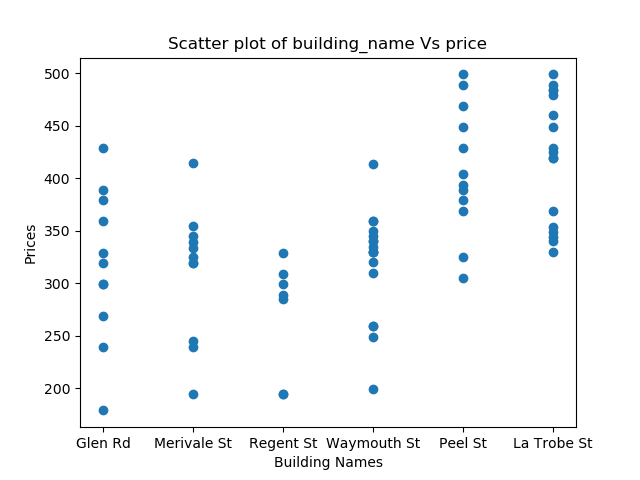 Scatter plot of building_name Vs price
500
450
400
350
300
250
200
Prices
Glen Rd Merivale St Regent St Waymouth St Peel St La Trobe St
Building Names